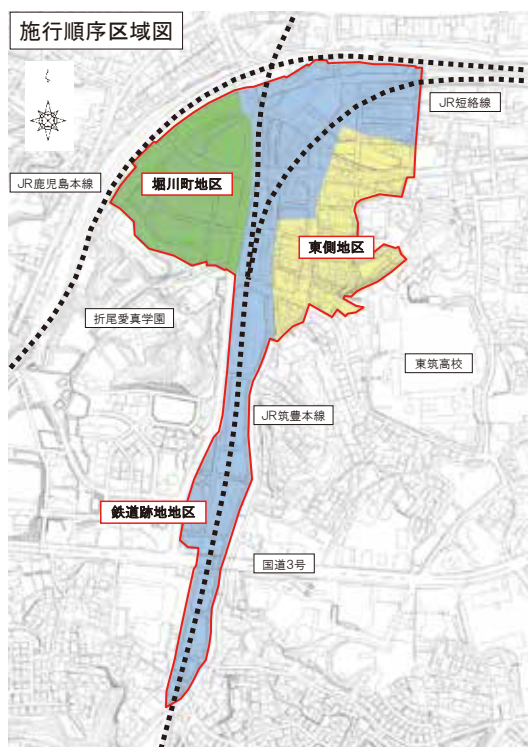 施行順序区域図
JR短絡線
JR鹿児島本線
堀川町地区
東側地区
折尾愛真学園
東筑高校
JR筑豊本線
鉄道跡地地区
国道3号